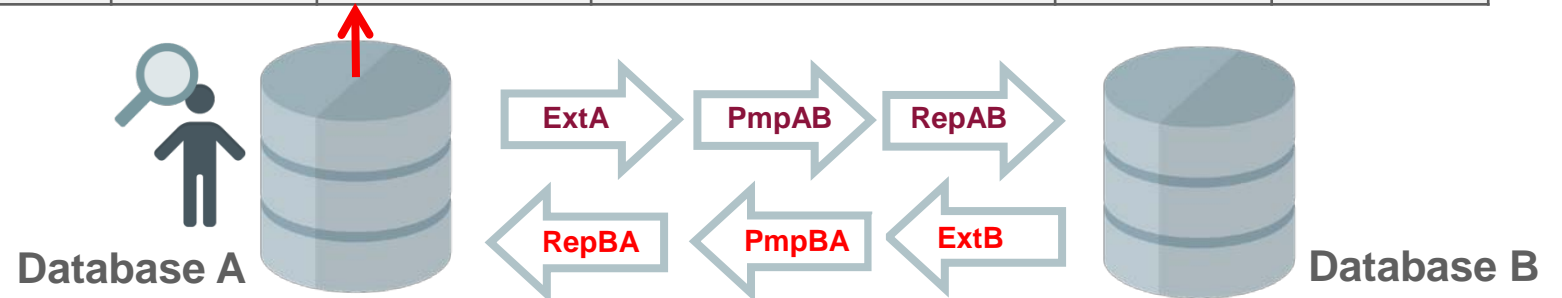 ExtA PmpAB RepAB
RepBA PmpBA ExtB
Database A
Database B